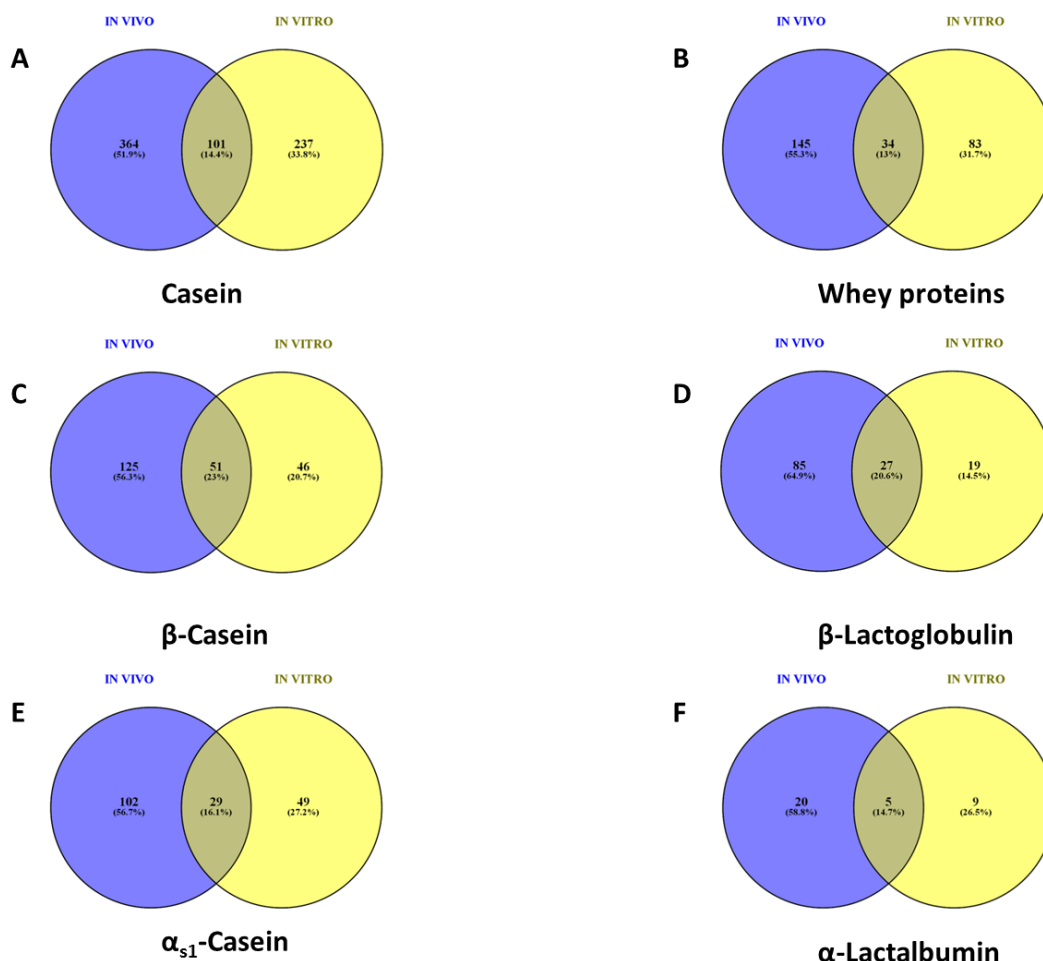 IN VIVO IN VITRO
A
364 101 237
(51.9%) (14.4%) (33.8%)
Casein
IN VIVO IN VITRO
B
145 34 83
(55.3%) (13%) (31.7%)
Whey proteins
IN VIVO IN VITRO
C
125 51 46
(56.3%) (23%) (20.7%)
β-Casein
IN VIVO IN VITRO
D
85 27 19
(64.9%) (20.6%) (14.5%)
β-Lactoglobulin
IN VIVO IN VITRO
E
102 29 49
(56.7%) (16.1%) (27.2%)
αs1-Casein
IN VIVO IN VITRO
F
20 5 9
(58.8%) (14.7%) (26.5%)
α-Lactalbumin